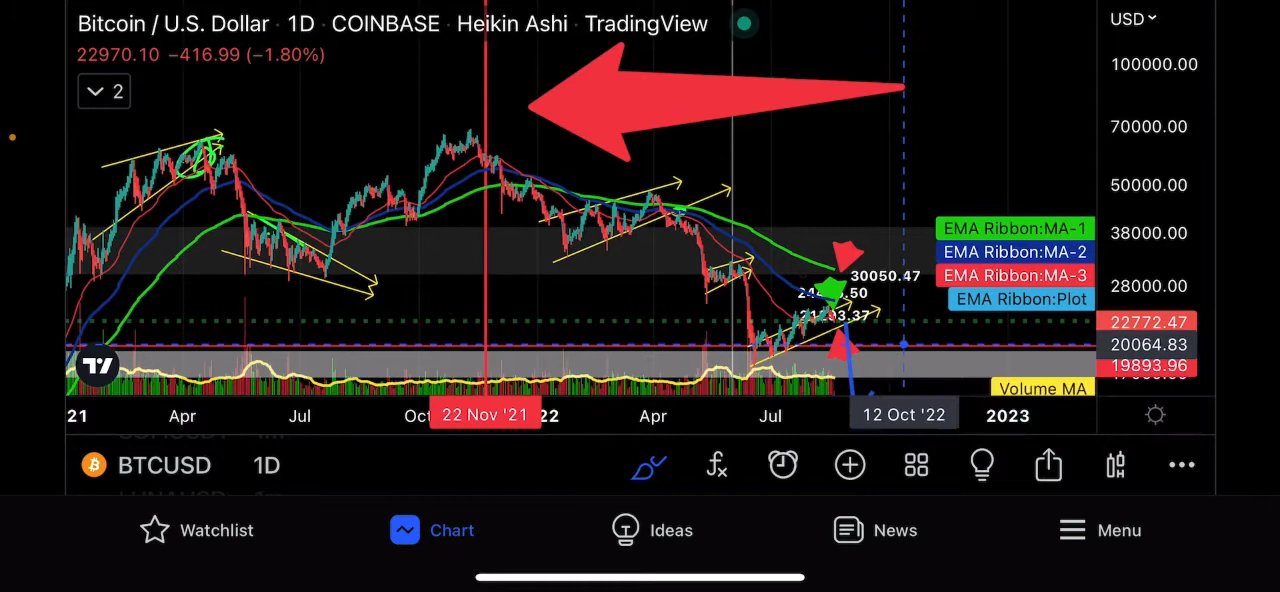 Bitcoin / U.S. Dollar · 1D · COINBASE · Heikin Ashi · TradingView
USD
22970.10 −416.99 (−1.80%)
2
100000.00
70000.00
50000.00
38000.00
28000.00
EMA Ribbon:MA-1
EMA Ribbon:MA-2
EMA Ribbon:MA-3
EMA Ribbon:Plot
30050.47
22772.47
20064.83
19893.96
Volume MA
21 Apr Jul Oct 22 Nov '21 22 Apr Jul 12 Oct '22 2023
BTCUSD 1D
Watchlist Chart Ideas News Menu